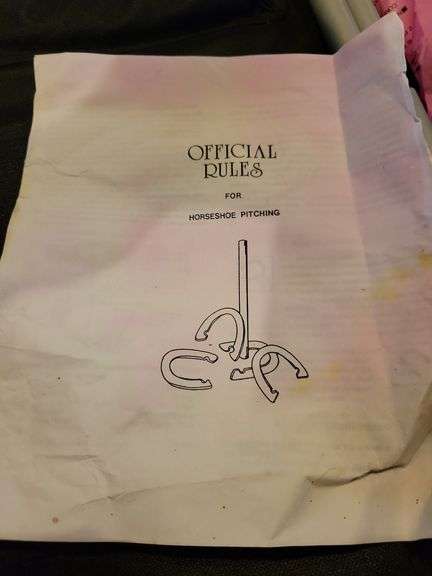 OFFICIAL
RULES
FOR
HORSESHOE PITCHING